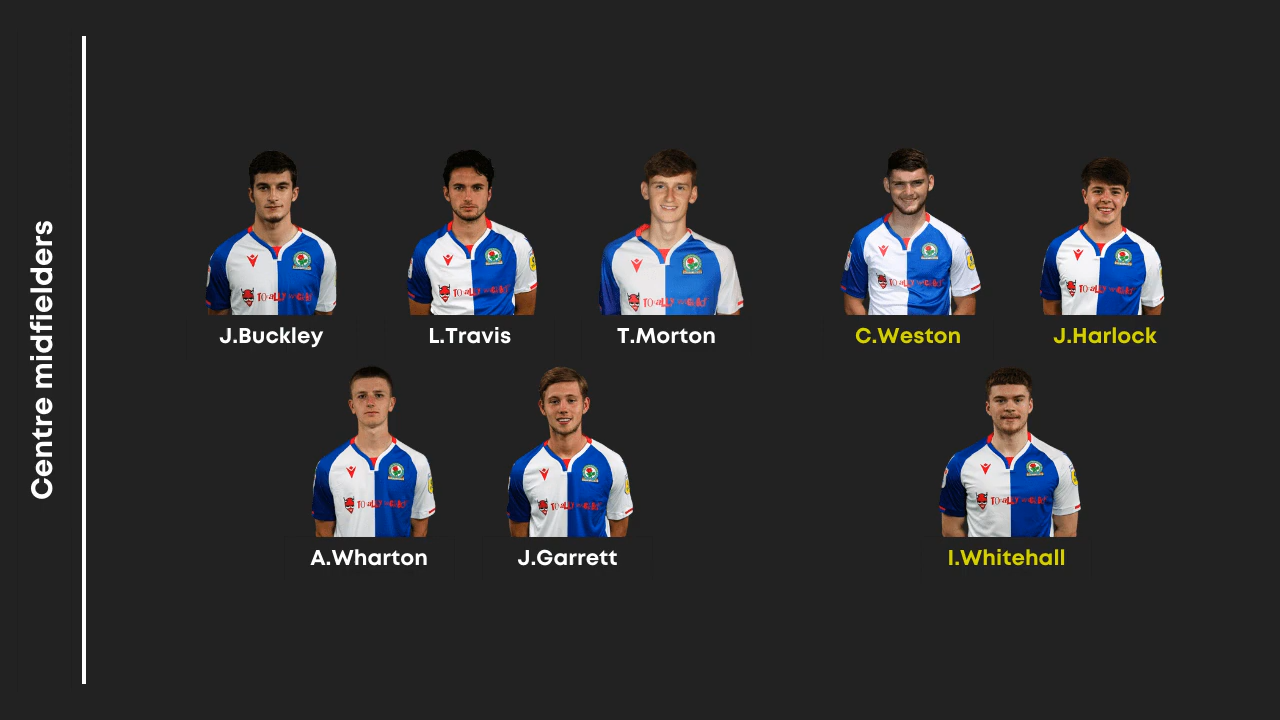 Centre midfielders
J.Buckley
L.Travis
T.Morton
C.Weston
J.Harlock
A.Wharton
J.Garrett
I.Whitehall